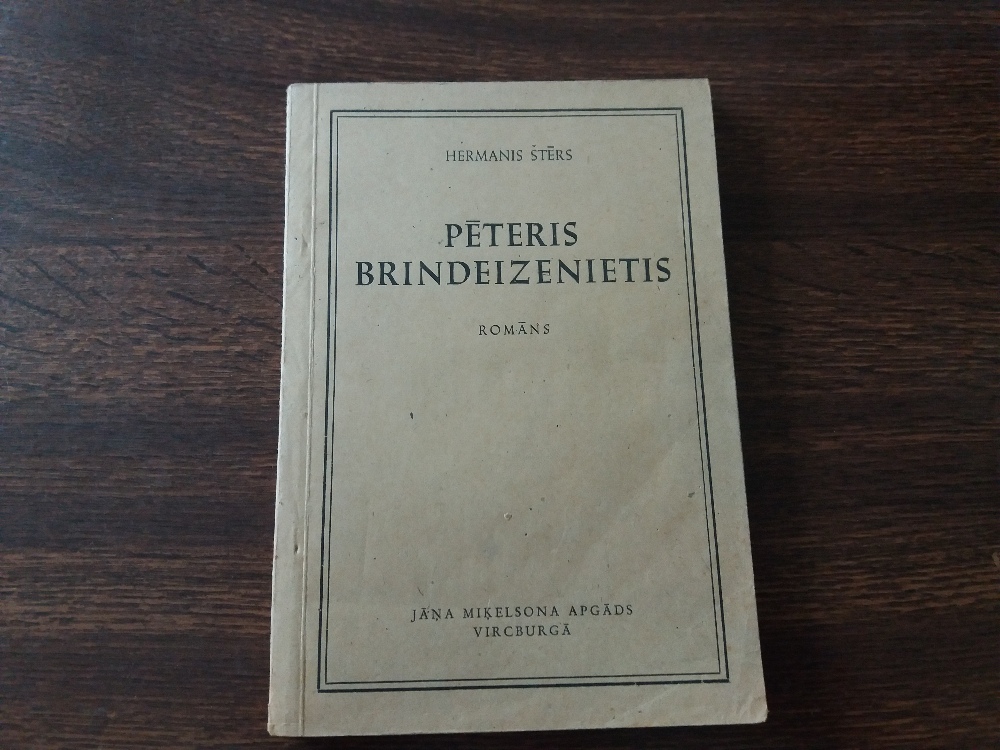 HERMANIS ŠTĒRS
PĒTERIS
BRINDEIZENIETIS
ROMĀNS
JĀŅA MIĶELSONA APGĀDS
VIRCBURGĀ